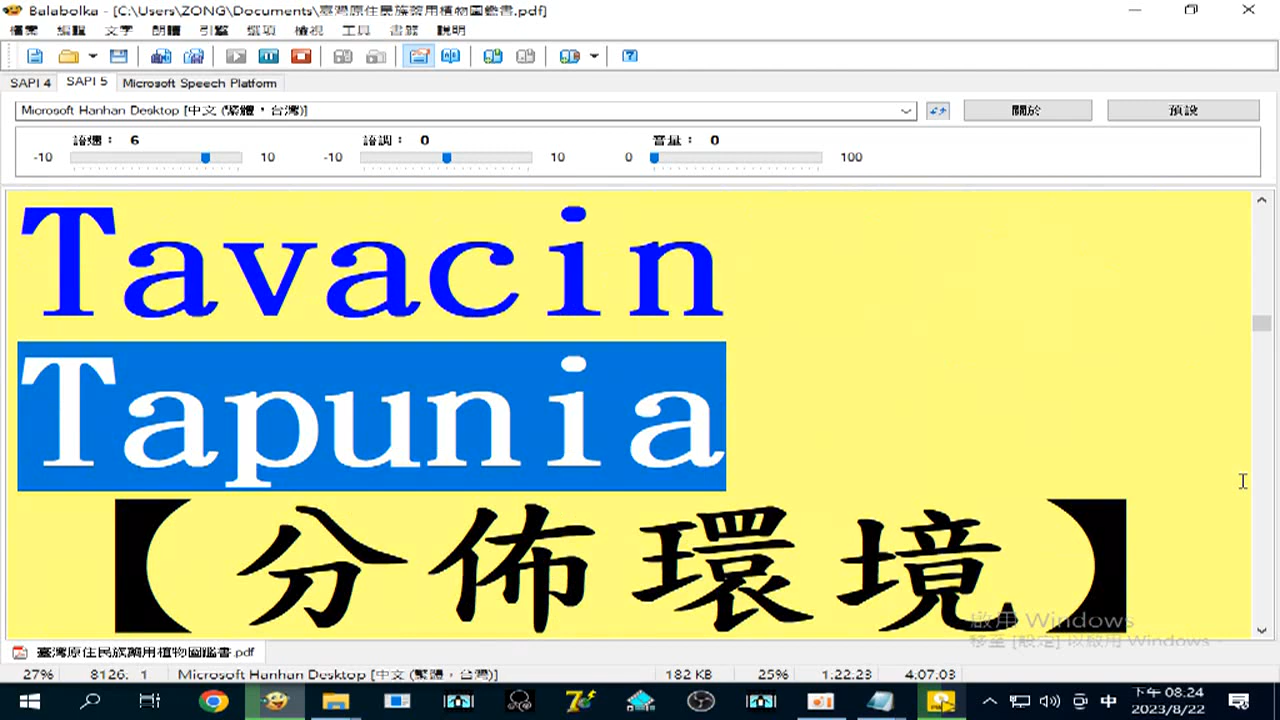 Balabolka - [C:\Users\ZONG\Documents\臺灣原住民族藥用植物圖鑑書.pdf]
檔案 編輯 文字 朗讀 引擎 選項 檢視 工具 書籤 說明
SAPI 4 SAPI 5 Microsoft Speech Platform
Microsoft Hanhan Desktop [中文 (繁體，台灣)] 關於 預設
語速： 6 語調： 0 音量： 0
-10 10 -10 10 0 100
Tavacin
Tapunia
【分佈環境】
啟用 Windows
移至 [設定] 以啟用 Windows。
臺灣原住民族藥用植物圖鑑書.pdf
27% 8126: 1 Microsoft Hanhan Desktop [中文 (繁體，台灣)] 182 KB 25% 1:22:23 4:07:03
中 下午 08:24
2023/8/22